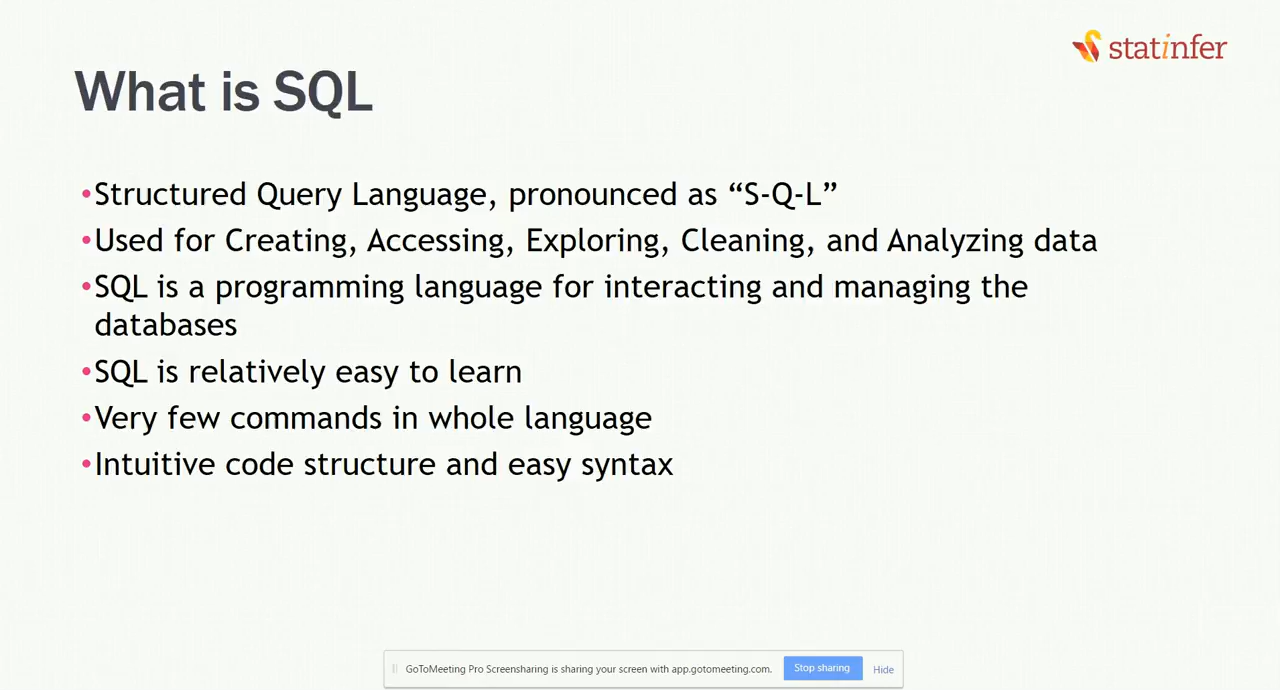 statinfer
What is SQL
•Structured Query Language, pronounced as “S-Q-L”
•Used for Creating, Accessing, Exploring, Cleaning, and Analyzing data
•SQL is a programming language for interacting and managing the
databases
•SQL is relatively easy to learn
•Very few commands in whole language
•Intuitive code structure and easy syntax
GoToMeeting Pro Screensharing is sharing your screen with app.gotomeeting.com. Stop sharing Hide